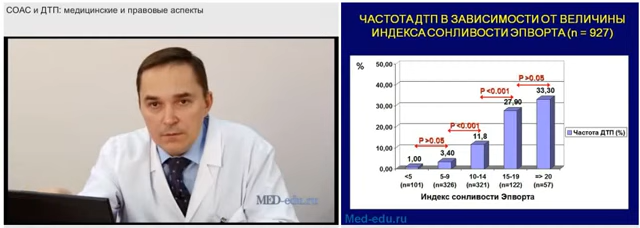 СОАС и ДТП: медицинские и правовые аспекты
MED-edu.ru
ЧАСТОТА ДТП В ЗАВИСИМОСТИ ОТ ВЕЛИЧИНЫ
ИНДЕКСА СОНЛИВОСТИ ЭПВОРТА (n = 927)
%
50,00
40,00
30,00
20,00
10,00
0,00
P >0.05
P <0.001
P <0.001
P >0.05
1,00
3,40
11,8
27,90
33,30
<5 5-9 10-14 15-19 => 20
(n=101) (n=326) (n=321) (n=122) (n=57)
Индекс сонливости Эпворта
Частота ДТП (%)
Med-edu.ru